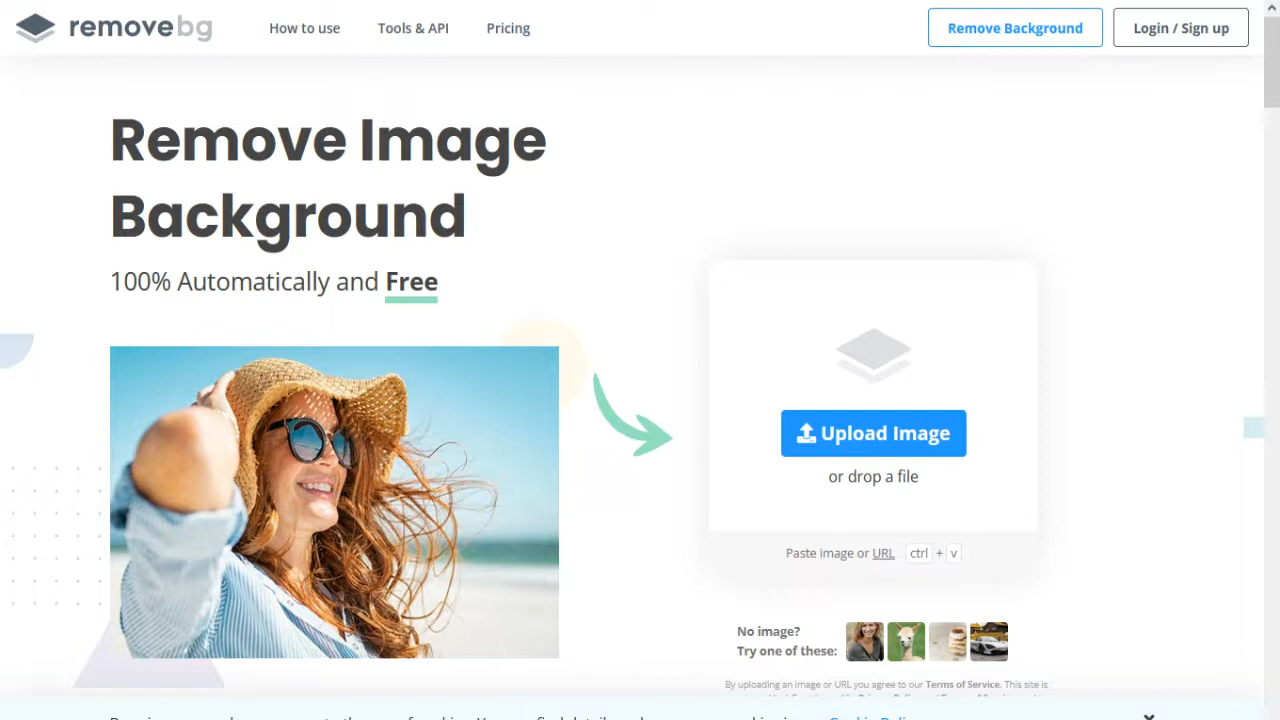 removebg
How to use
Tools & API
Pricing
Remove Background
Login / Sign up
Remove Image
Background
100% Automatically and Free
Upload Image
or drop a file
Paste image or URL ctrl + v
No image?
Try one of these:
By uploading an image or URL you agree to our Terms of Service. This site is